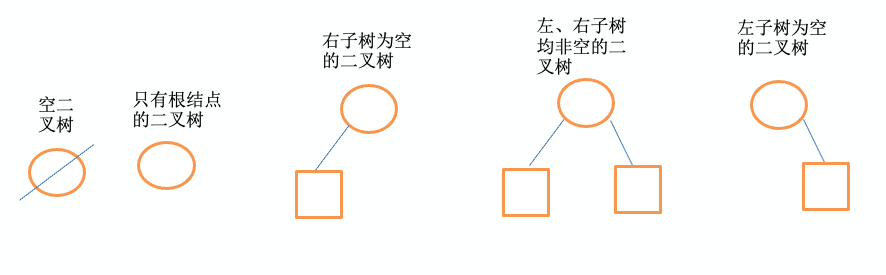 空二
叉树
只有根结点
的二叉树
右子树为空
的二叉树
左、右子树
均非空的二
叉树
左子树为空
的二叉树